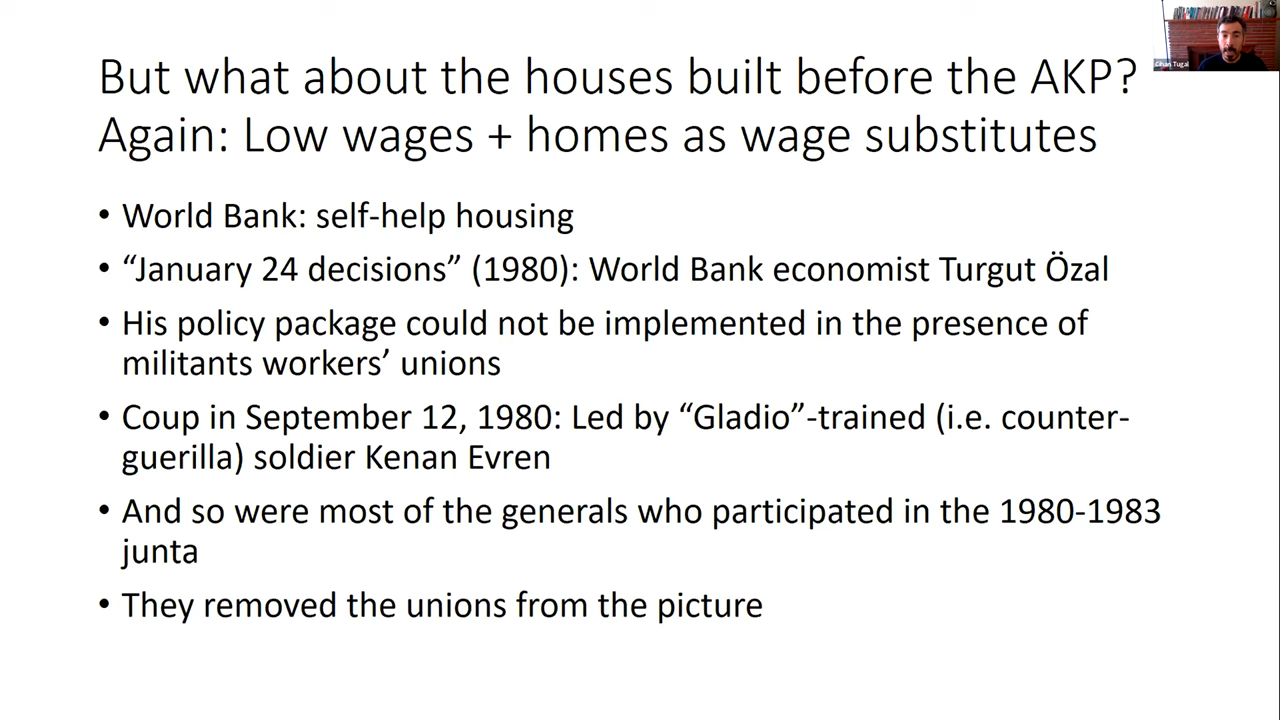 But what about the houses built before the AKP?
Again: Low wages + homes as wage substitutes
• World Bank: self-help housing
• “January 24 decisions” (1980): World Bank economist Turgut Özal
• His policy package could not be implemented in the presence of
militants workers’ unions
• Coup in September 12, 1980: Led by “Gladio”-trained (i.e. counter-
guerilla) soldier Kenan Evren
• And so were most of the generals who participated in the 1980-1983
junta
• They removed the unions from the picture
Cihan Tugal